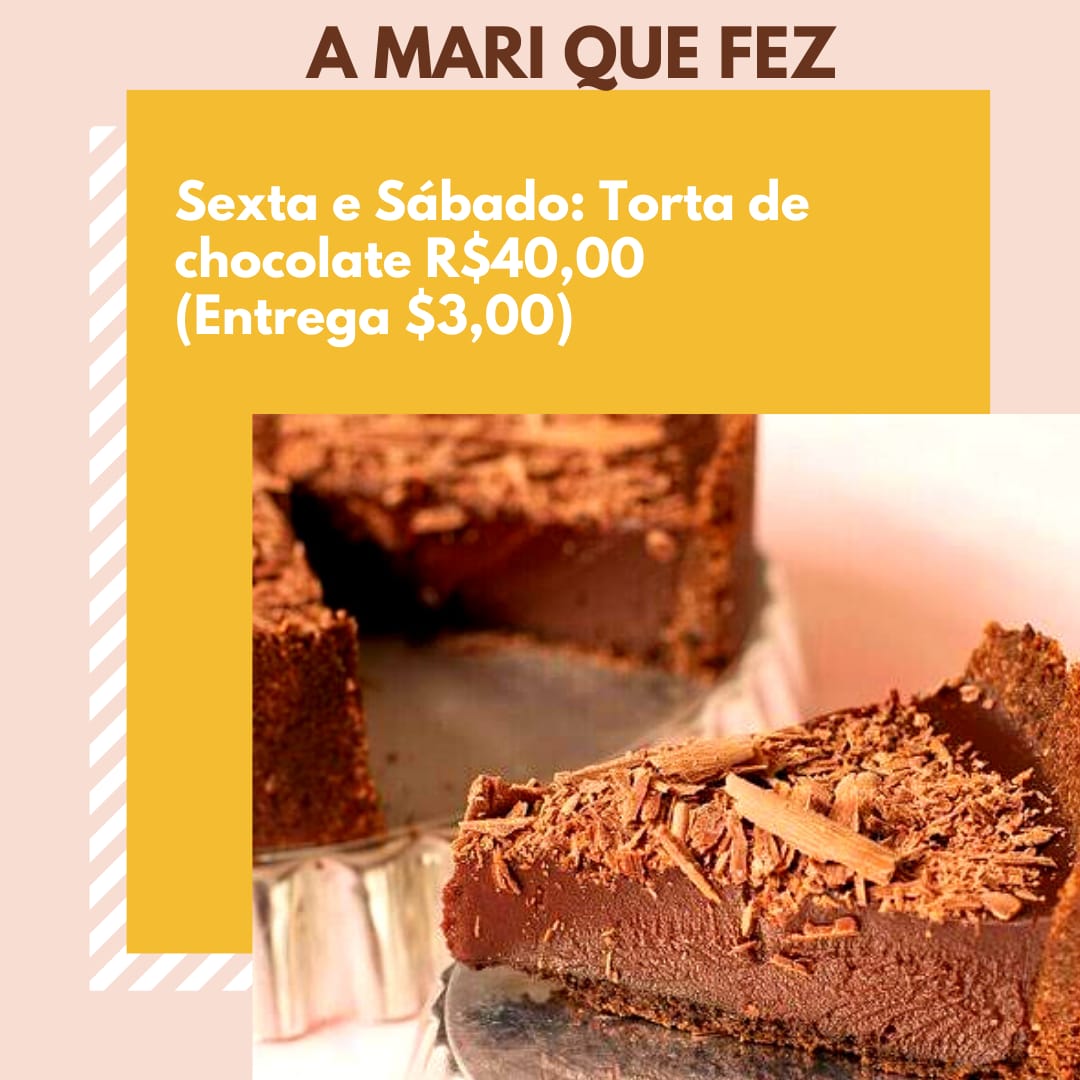 A MARI QUE FEZ
Sexta e Sábado: Torta de
chocolate R$40,00
(Entrega $3,00)